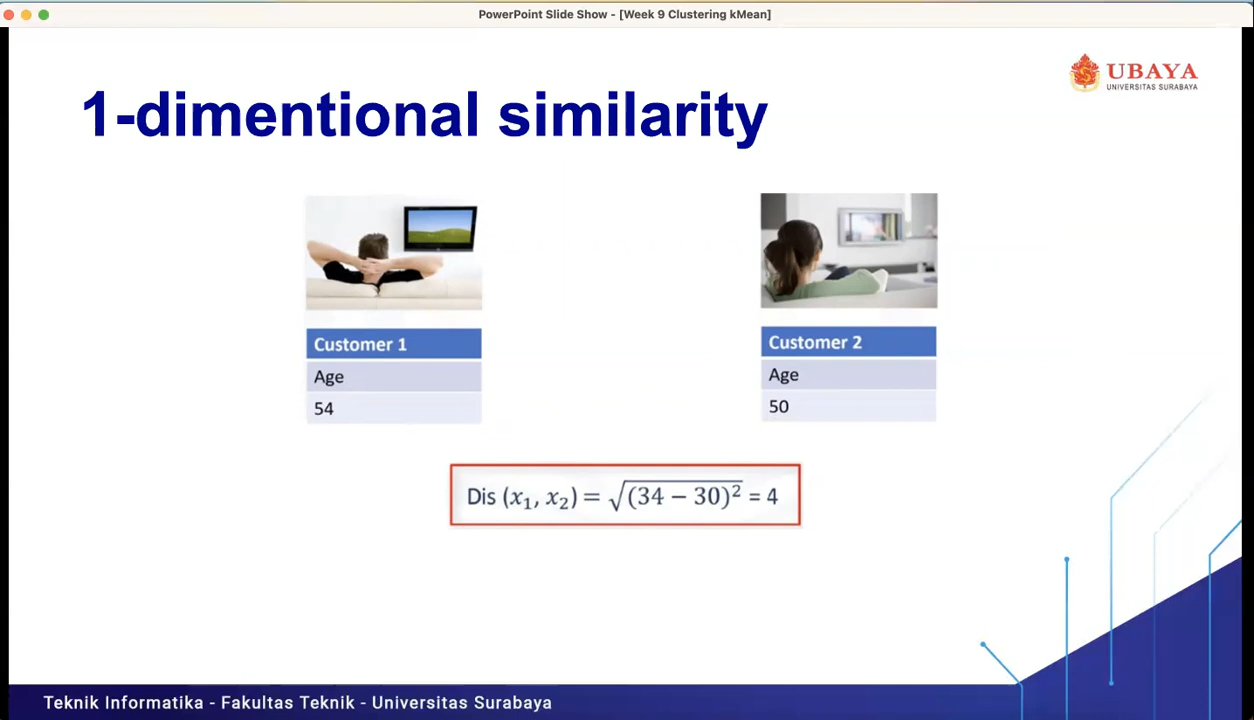 PowerPoint Slide Show - [Week 9 Clustering kMean]
UBAYA
UNIVERSITAS SURABAYA
1-dimentional similarity
Customer 1
Age
54
Customer 2
Age
50
Dis (x₁, x₂) = √(34 − 30)² = 4
Teknik Informatika - Fakultas Teknik - Universitas Surabaya